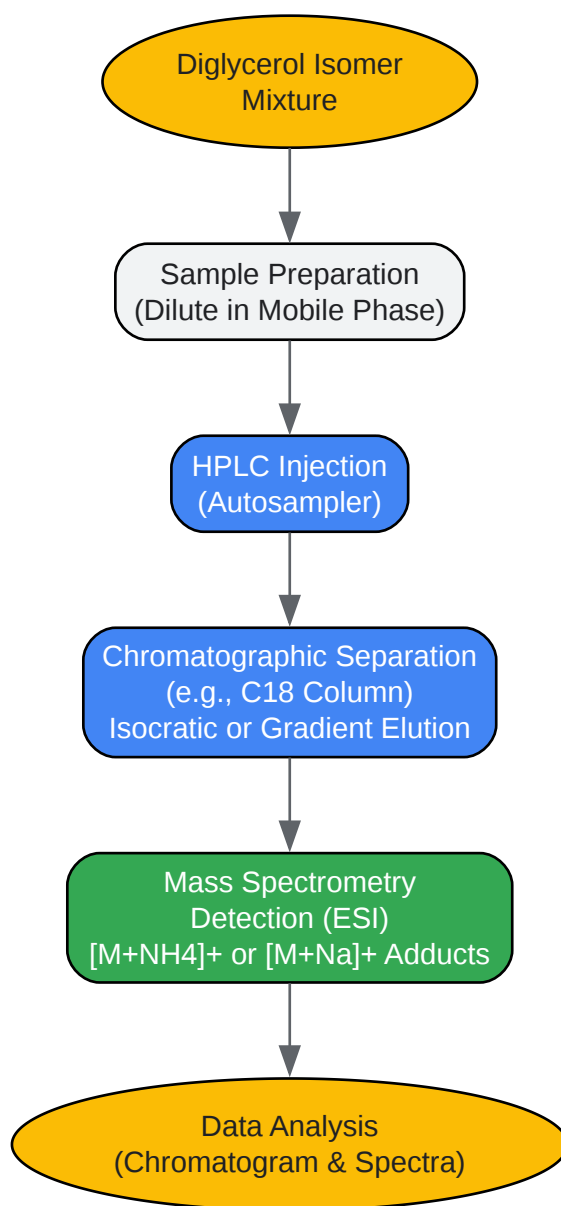 Diglycerol Isomer
Mixture
Sample Preparation
(Dilute in Mobile Phase)
HPLC Injection
(Autosampler)
Chromatographic Separation
(e.g., C18 Column)
Isocratic or Gradient Elution
Mass Spectrometry
Detection (ESI)
[M+NH4]+ or [M+Na]+ Adducts
Data Analysis
(Chromatogram & Spectra)